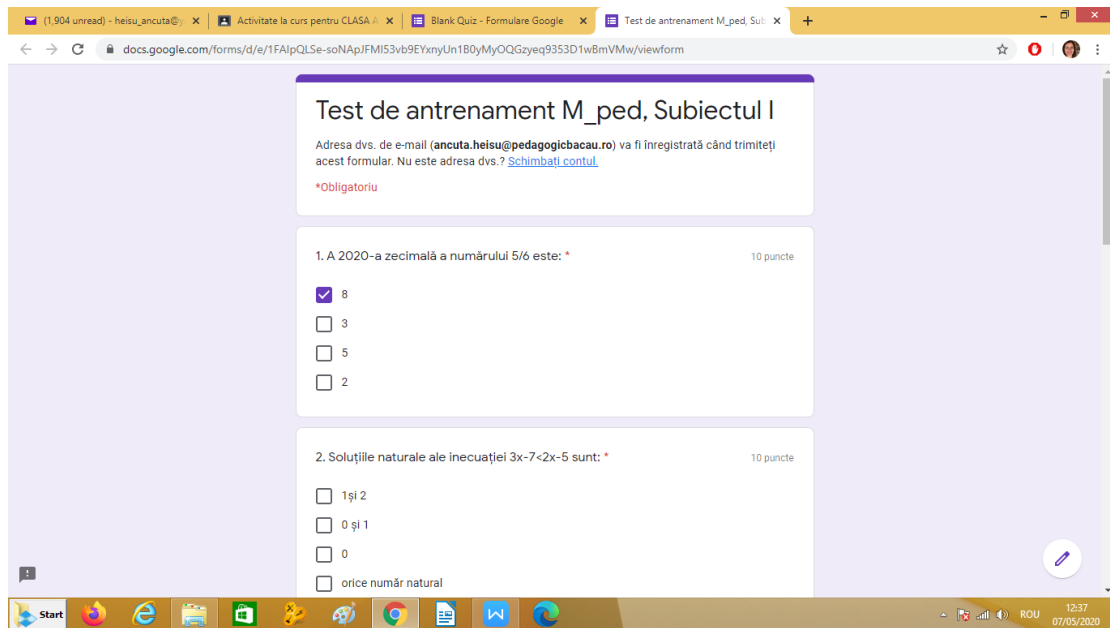 (1,904 unread) - heisu_ancuta@y
Activitate la curs pentru CLASA A
Blank Quiz - Formulare Google
Test de antrenament M_ped, Sub
docs.google.com/forms/d/e/1FAIpQLSe-soNApJFMI53vb9EYxnyUn1B0yMyOQGzyeq9353D1wBmVMw/viewform
Test de antrenament M_ped, Subiectul I
Adresa dvs. de e-mail (ancuta.heisu@pedagogicbacau.ro) va fi înregistrată când trimiteți
acest formular. Nu este adresa dvs.? Schimbați contul.
*Obligatoriu
1. A 2020-a zecimală a numărului 5/6 este: *
10 puncte
8
3
5
2
2. Soluțiile naturale ale inecuației 3x-7<2x-5 sunt: *
10 puncte
1și 2
0 și 1
0
orice număr natural
Start
ROU
12:37
07/05/2020